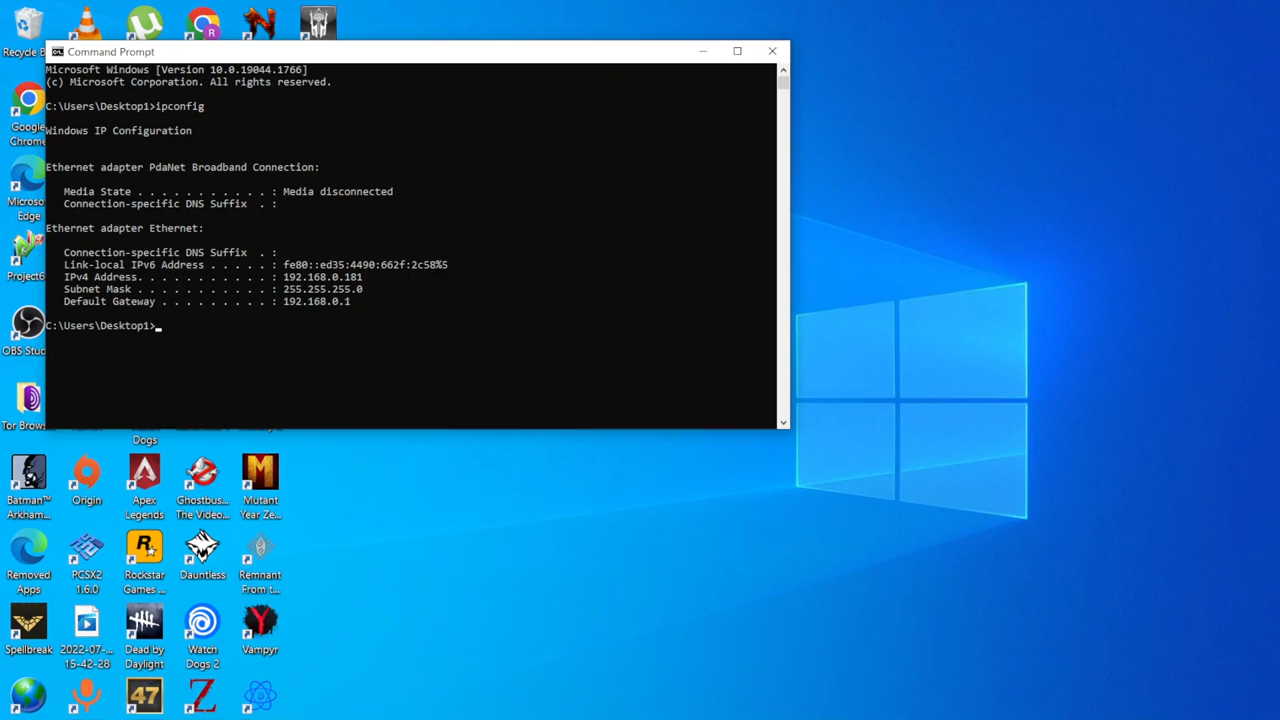 Recycle B
Command Prompt
Microsoft Windows [Version 10.0.19044.1766]
(c) Microsoft Corporation. All rights reserved.
C:\Users\Desktop1>ipconfig
Windows IP Configuration
Ethernet adapter PdaNet Broadband Connection:
Media State . . . . . . . . . . . : Media disconnected
Connection-specific DNS Suffix . :
Ethernet adapter Ethernet:
Connection-specific DNS Suffix . :
Link-local IPv6 Address . . . . . : fe80::ed35:4490:662f:2c58%5
IPv4 Address. . . . . . . . . . . : 192.168.0.181
Subnet Mask . . . . . . . . . . . : 255.255.255.0
Default Gateway . . . . . . . . . : 192.168.0.1
C:\Users\Desktop1>
Google
Chrome
Microso
Edge
Project6
OBS Stud
Tor Brows
Dogs
Batman™
Arkham...
Origin
Apex
Legends
Ghostbus...
The Video...
Mutant
Year Ze...
Removed
Apps
PCSX2
1.6.0
Rockstar
Games ...
Dauntless
Remnant
From t...
Spellbreak
2022-07-...
15-42-28
Dead by
Daylight
Watch
Dogs 2
Vampyr
47